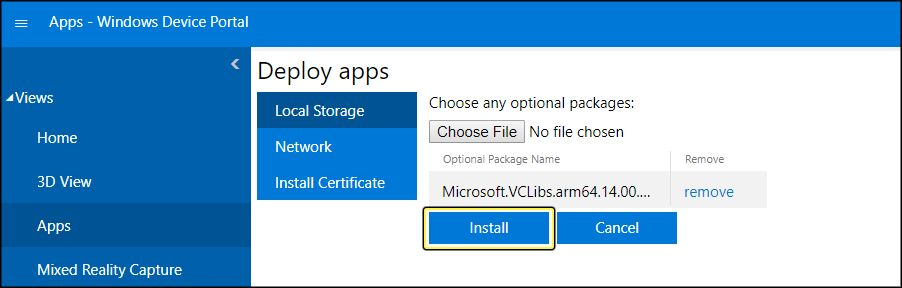 Apps - Windows Device Portal
Views
Home
3D View
Apps
Mixed Reality Capture
Deploy apps
Local Storage
Network
Install Certificate
Choose any optional packages:
Choose File No file chosen
Optional Package Name Remove
Microsoft.VCLibs.arm64.14.00.... remove
Install Cancel